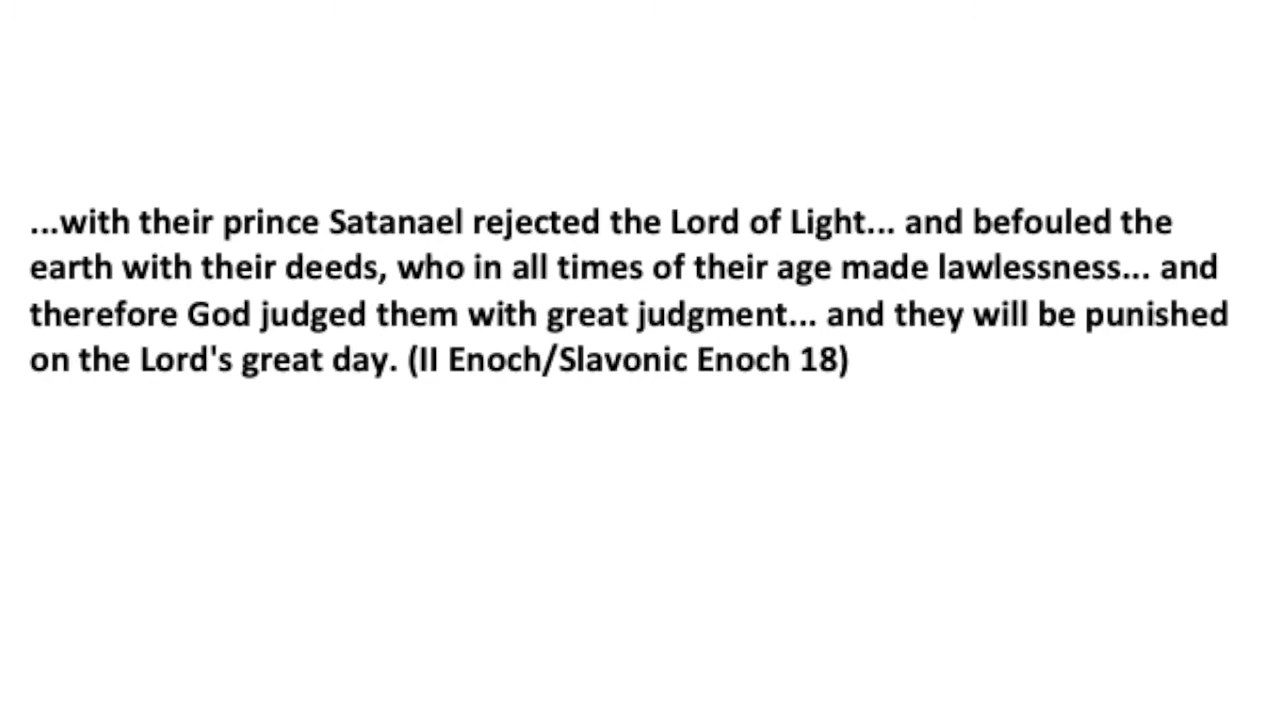 ...with their prince Satanael rejected the Lord of Light... and befouled the
earth with their deeds, who in all times of their age made lawlessness... and
therefore God judged them with great judgment... and they will be punished
on the Lord's great day. (II Enoch/Slavonic Enoch 18)